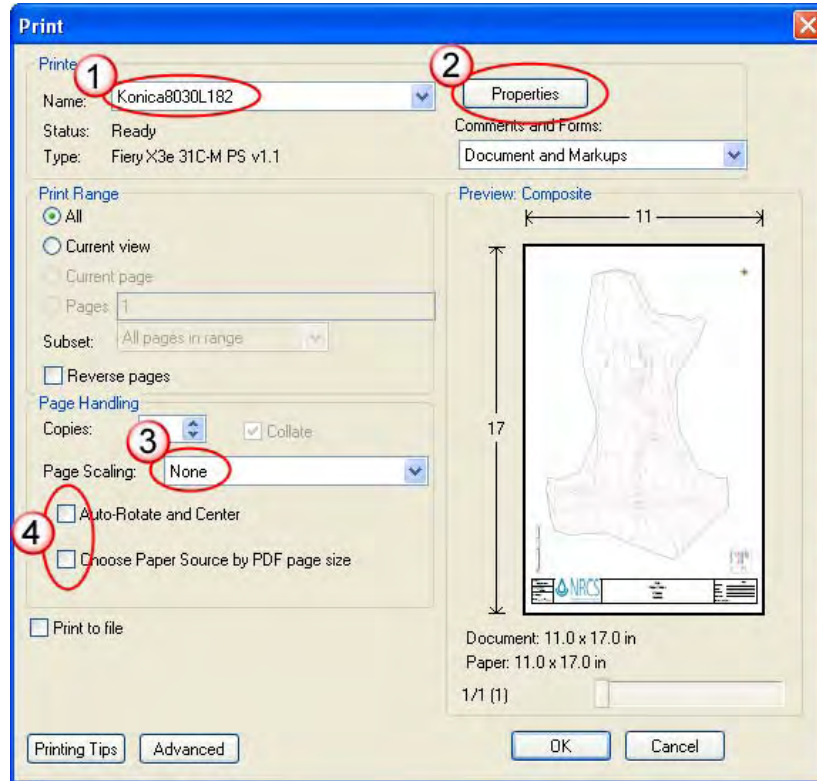 Print
Printe
1
2
Name: Konica8030L182
Properties
Status: Ready
Comments and Forms:
Type: Fiery X3e 31C-M PS v1.1
Document and Markups
Print Range
All
Current view
Current page
Pages 1
Subset: All pages in range
Reverse pages
Page Handling
Copies:
Collate
3
Page Scaling: None
4
Auto-Rotate and Center
Choose Paper Source by PDF page size
Print to file
Preview: Composite
11
17
NRCS
Document: 11.0 x 17.0 in
Paper: 11.0 x 17.0 in
1/1 (1)
Printing Tips
Advanced
OK
Cancel